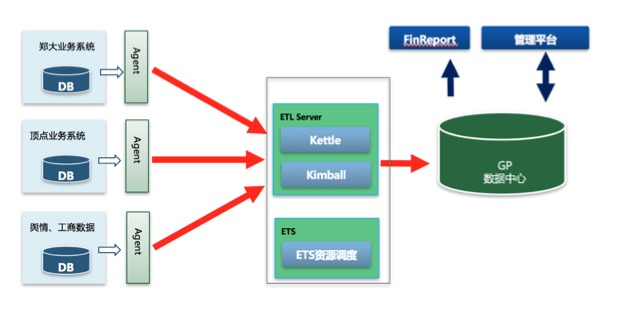 FinReport
管理平台
郑大业务系统
DB
Agent
顶点业务系统
DB
Agent
舆情、工商数据
DB
Agent
ETL Server
Kettle
Kimball
ETS
ETS资源调度
GP
数据中心